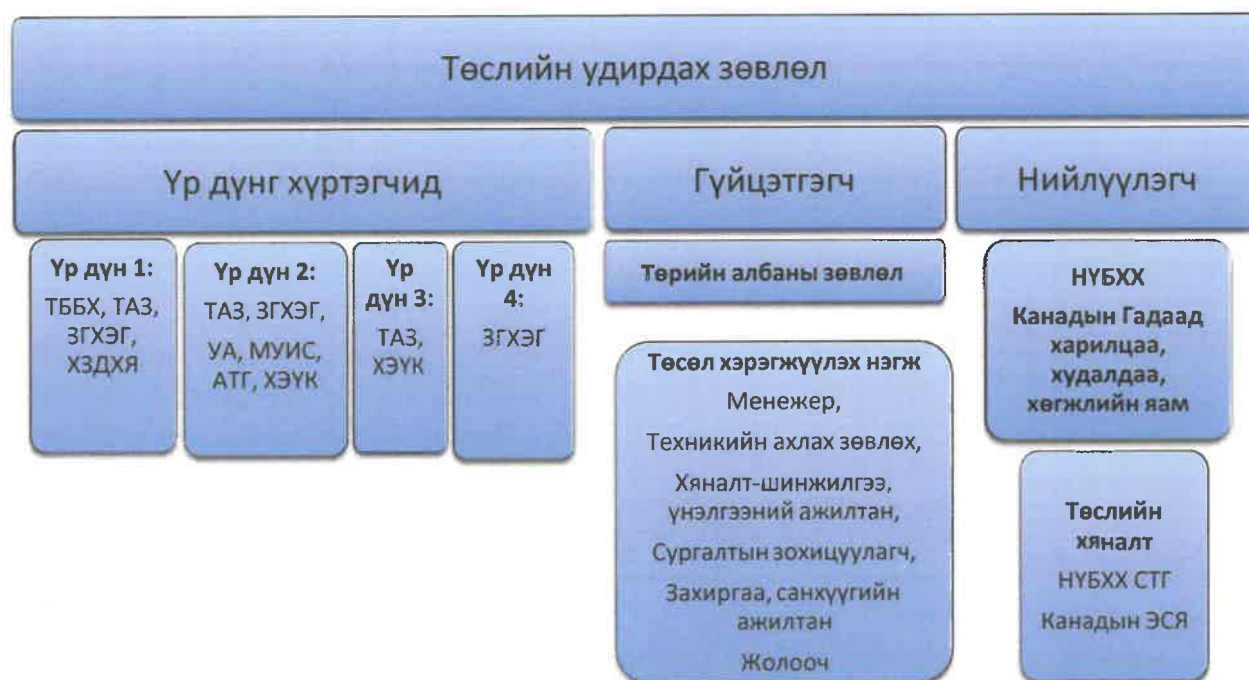 Төслийн удирдах зөвлөл
Үр дүнг хүртэгчид
Гүйцэтгэгч
Нийлүүлэгч
Үр дүн 1:
ТББХ, ТАЗ,
ЗГХЭГ,
ХЗДХЯ
Үр дүн 2:
ТАЗ, ЗГХЭГ,
УА, МУИС,
АТГ, ХЭҮК
Үр
дүн 3:
ТАЗ,
ХЭҮК
Үр дүн
4:
ЗГХЭГ
Төрийн албаны зөвлөл
Төсөл хэрэгжүүлэх нэгж
Менежер,
Техникийн ахлах зөвлөх,
Хяналт-шинжилгээ,
үнэлгээний ажилтан,
Сургалтын зохицуулагч,
Захиргаа, санхүүгийн
ажилтан
Жолооч
НҮБХХ
Канадын Гадаад
харилцаа,
худалдаа,
хөгжлийн яам
Төслийн
хяналт
НҮБХХ СТГ
Канадын ЭСЯ